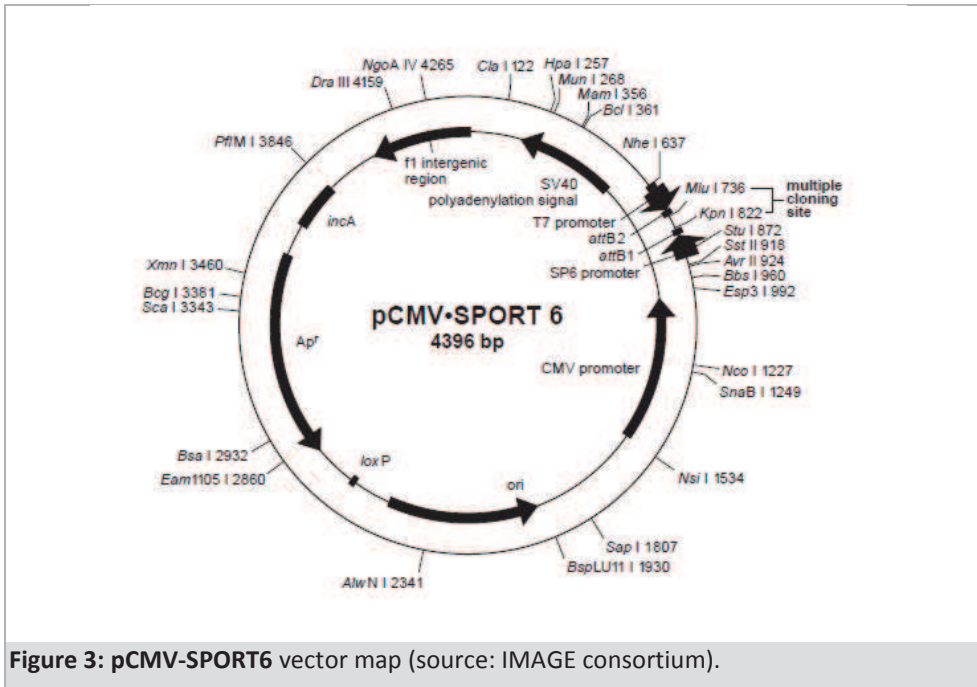 NgoA IV 4265
Dra III 4159
PflM I 3846
Cla I 122
Hpa I 257
Mun I 268
Mam I 356
Bcl I 361
Nhe I 637
Mlu I 736
Kpn I 822
multiple
cloning
site
Stu I 872
Sst II 918
Avr II 924
Bbs I 960
Esp3 I 992
f1 intergenic
region
SV40
polyadenylation signal
T7 promoter
attB2
attB1
SP6 promoter
incA
Xmn I 3460
Bcg I 3381
Sca I 3343
Apr
pCMV•SPORT 6
4396 bp
CMV promoter
Nco I 1227
SnaB I 1249
Bsa I 2932
Eam1105 I 2860
loxP
ori
Nsi I 1534
Sap I 1807
BspLU11 I 1930
AlwN I 2341
Figure 3: pCMV-SPORT6 vector map (source: IMAGE consortium).